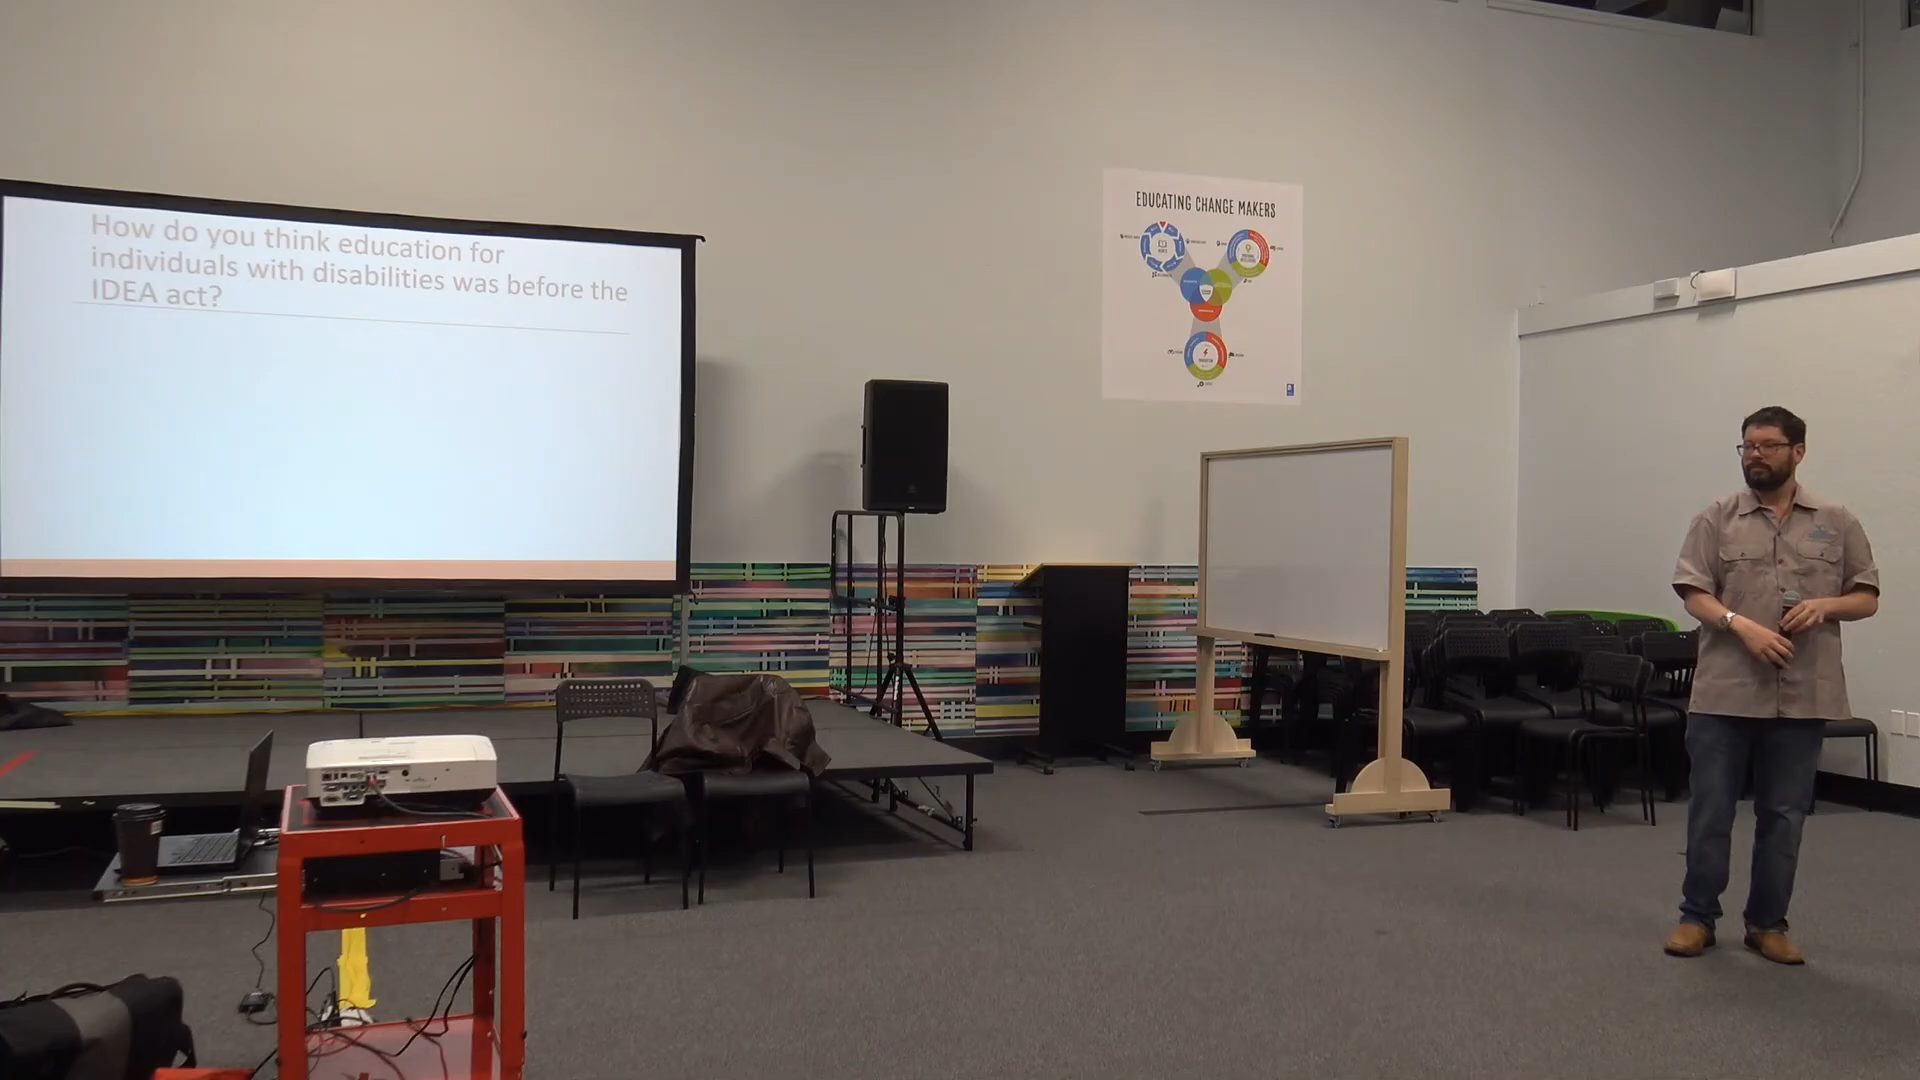 How do you think education for
individuals with disabilities was before the
IDEA act?
EDUCATING CHANGE MAKERS